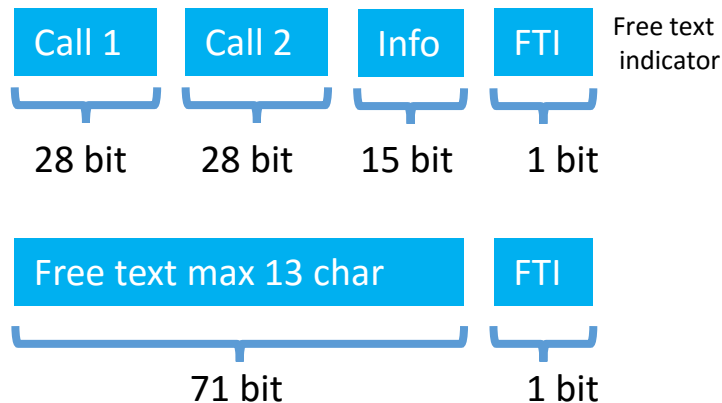 Call 1 Call 2 Info FTI Free text
indicator
28 bit 28 bit 15 bit 1 bit
Free text max 13 char FTI
71 bit 1 bit